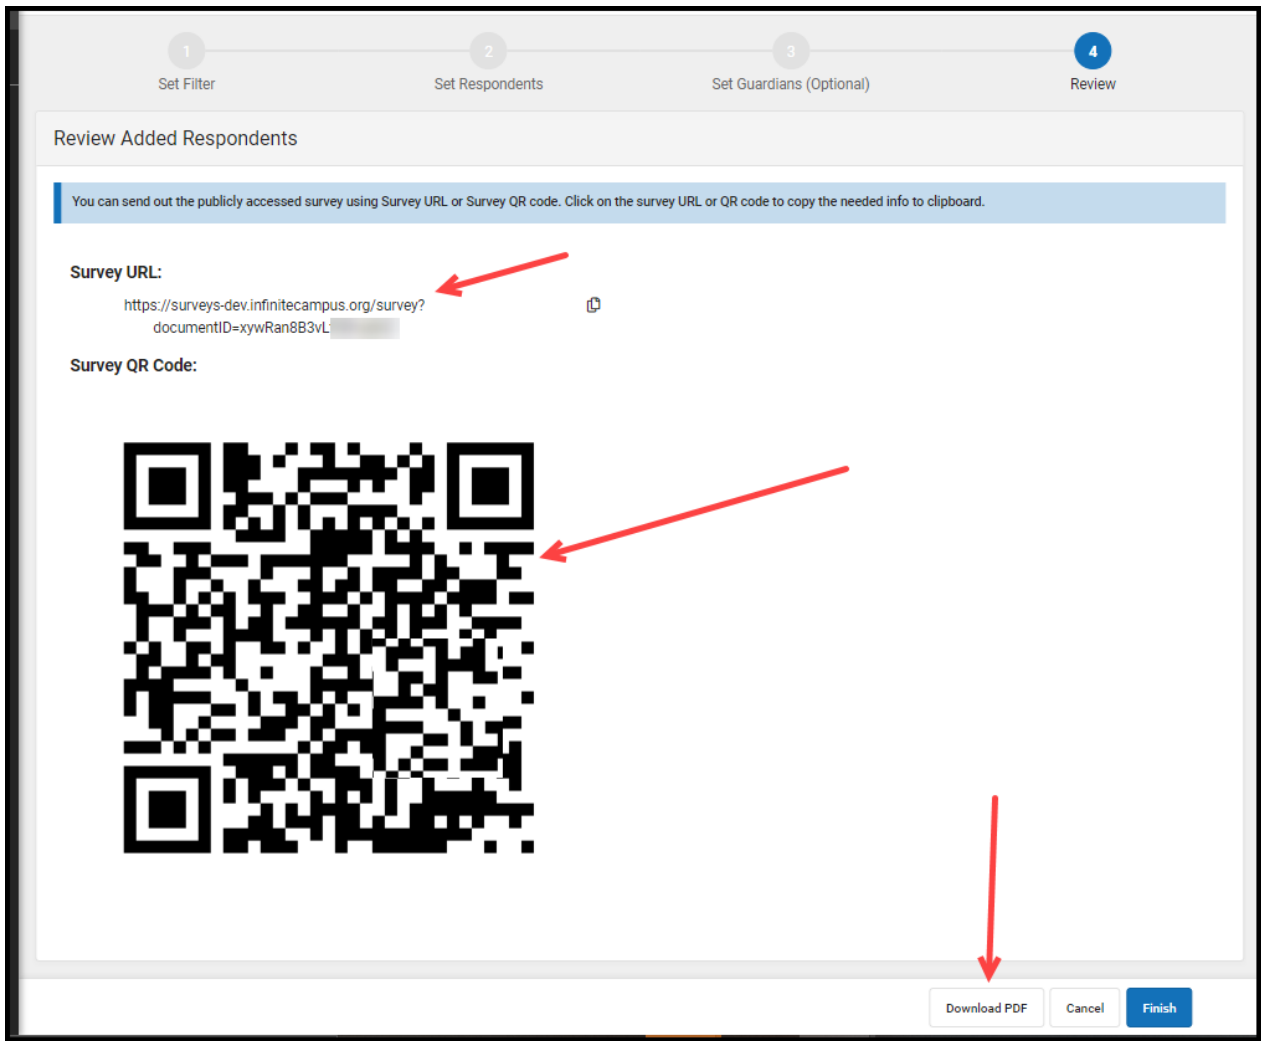 1 2 3 4
Set Filter Set Respondents Set Guardians (Optional) Review
Review Added Respondents
You can send out the publicly accessed survey using Survey URL or Survey QR code. Click on the survey URL or QR code to copy the needed info to clipboard.
Survey URL:
https://surveys-dev.infinitecampus.org/survey?
documentID=xywRan8B3vL
Survey QR Code:
Download PDF Cancel Finish